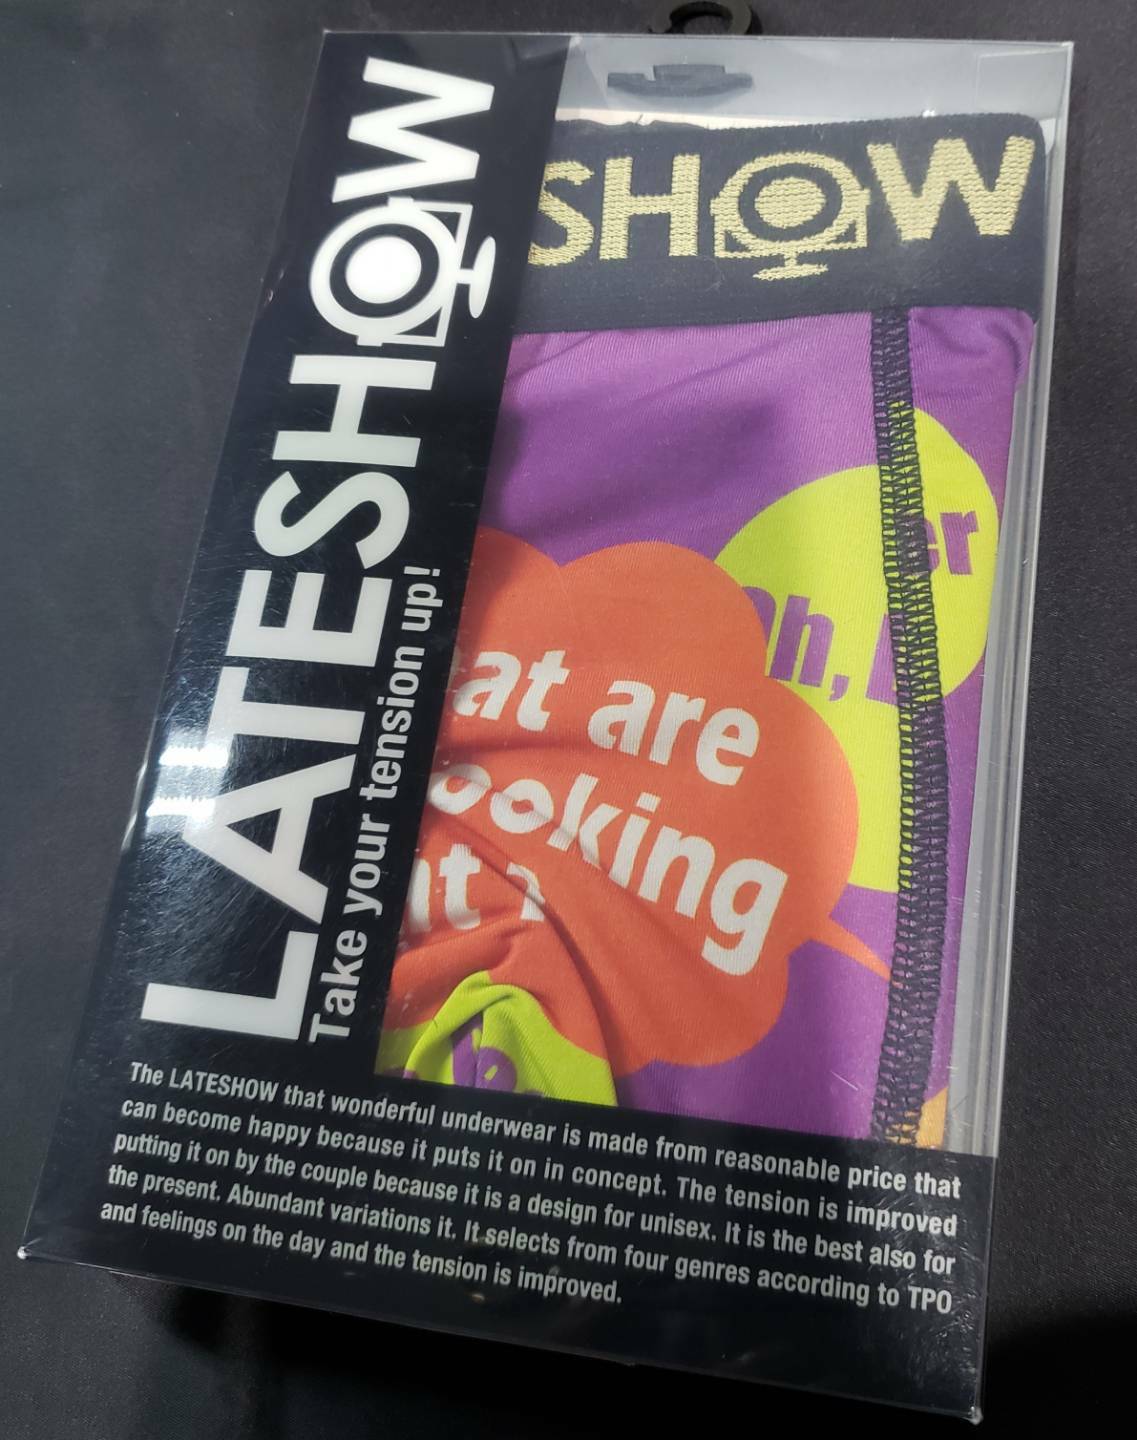 LATESHOW
Take your tension up!
SHOW
er
h,
at are
ooking
at
The LATESHOW that wonderful underwear is made from reasonable price that
can become happy because it puts it on in concept. The tension is improved
putting it on by the couple because it is a design for unisex. It is the best also for
the present. Abundant variations it. It selects from four genres according to TPO
and feelings on the day and the tension is improved.